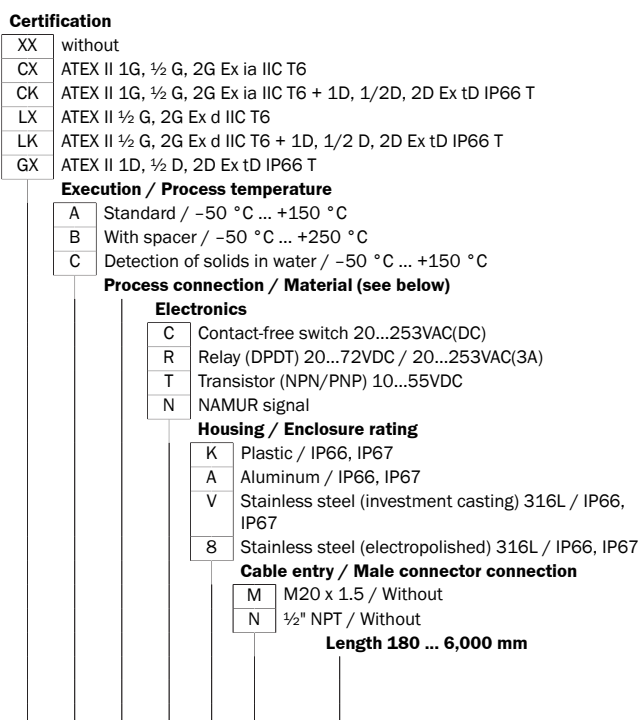 Certification
XX without
CX ATEX II 1G, ½ G, 2G Ex ia IIC T6
CK ATEX II 1G, ½ G, 2G Ex ia IIC T6 + 1D, 1/2D, 2D Ex tD IP66 T
LX ATEX II ½ G, 2G Ex d IIC T6
LK ATEX II ½ G, 2G Ex d IIC T6 + 1D, 1/2 D, 2D Ex tD IP66 T
GX ATEX II 1D, ½ D, 2D Ex tD IP66 T
Execution / Process temperature
A Standard / –50 °C ... +150 °C
B With spacer / –50 °C ... +250 °C
C Detection of solids in water / –50 °C ... +150 °C
Process connection / Material (see below)
Electronics
C Contact-free switch 20...253VAC(DC)
R Relay (DPDT) 20...72VDC / 20...253VAC(3A)
T Transistor (NPN/PNP) 10...55VDC
N NAMUR signal
Housing / Enclosure rating
K Plastic / IP66, IP67
A Aluminum / IP66, IP67
V Stainless steel (investment casting) 316L / IP66,
IP67
8 Stainless steel (electropolished) 316L / IP66, IP67
Cable entry / Male connector connection
M M20 x 1.5 / Without
N ½" NPT / Without
Length 180 ... 6,000 mm